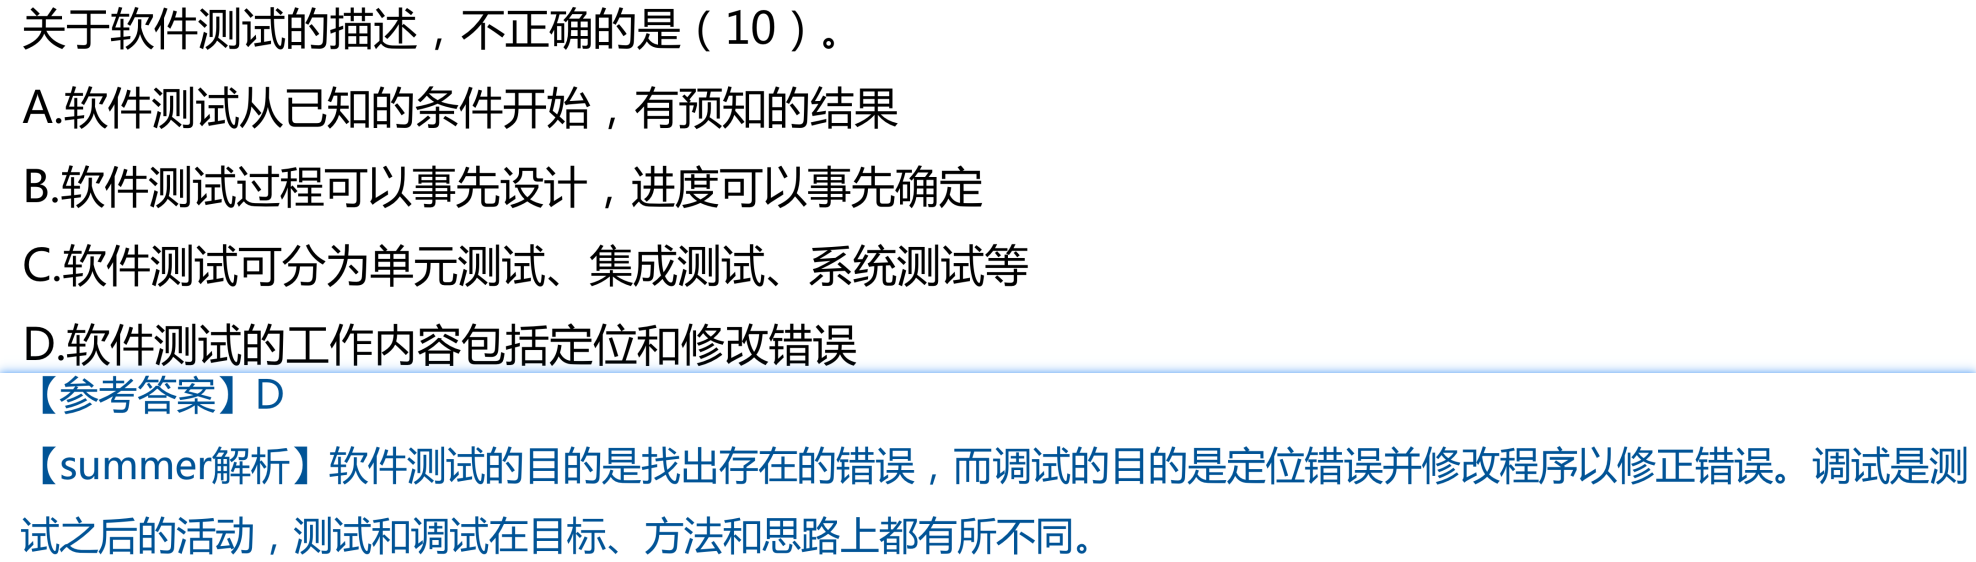 关于软件测试的描述，不正确的是（10）。
A.软件测试从已知的条件开始，有预知的结果
B.软件测试过程可以事先设计，进度可以事先确定
C.软件测试可分为单元测试、集成测试、系统测试等
D.软件测试的工作内容包括定位和修改错误
【参考答案】D
【summer解析】软件测试的目的是找出存在的错误，而调试的目的是定位错误并修改程序以修正错误。调试是测
试之后的活动，测试和调试在目标、方法和思路上都有所不同。